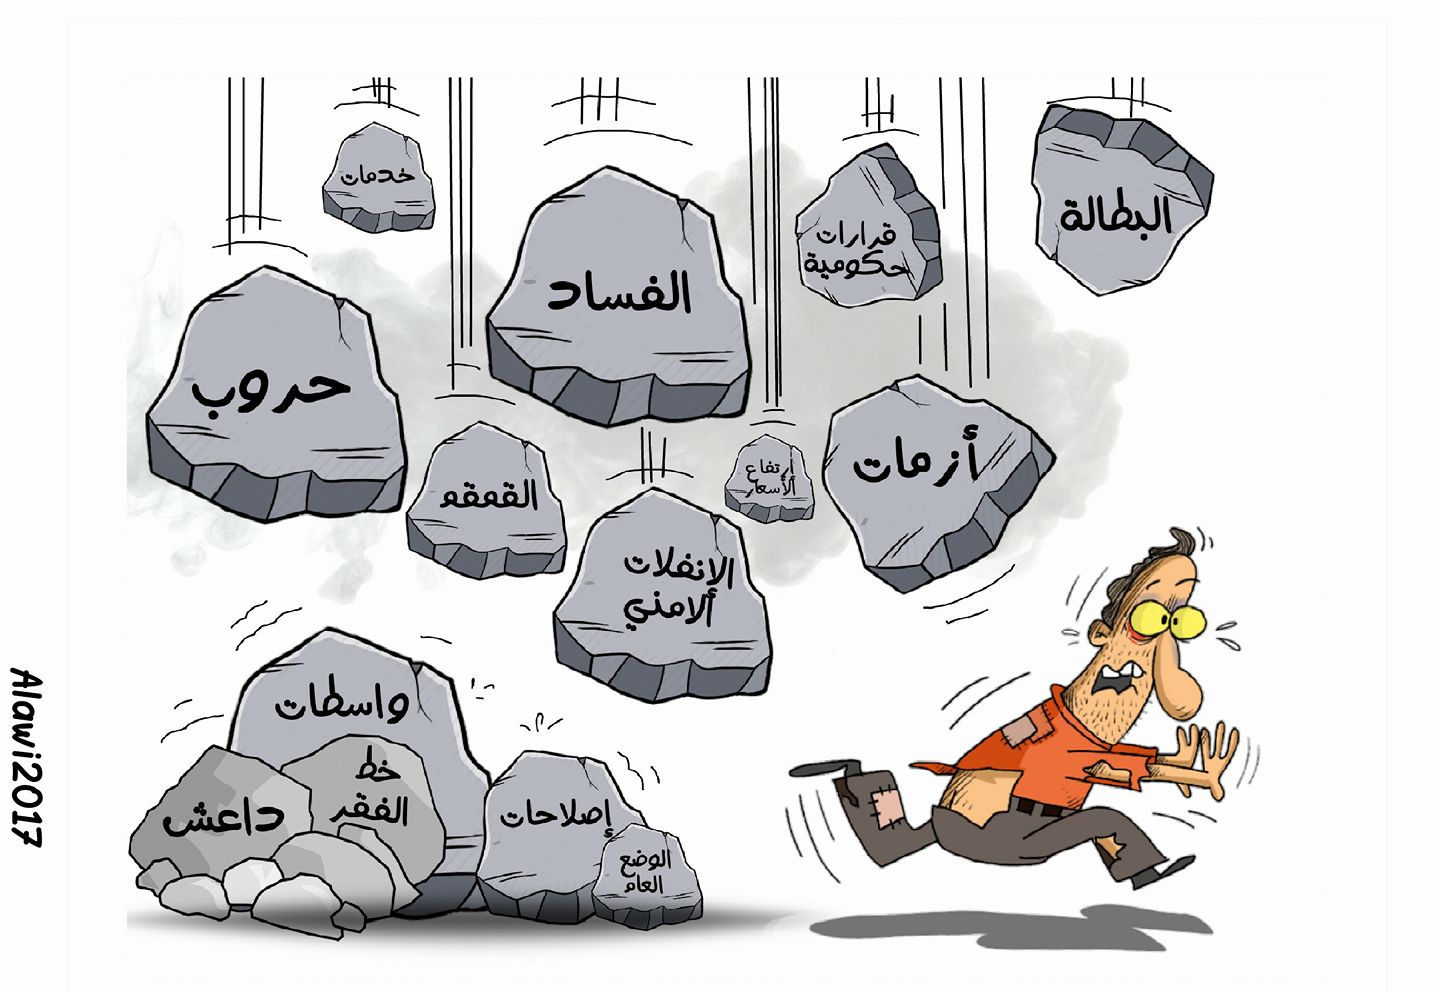 خدمات
البطالة
قرارات
حكومية
الفساد
حروب
أزمات
ارتفاع
الأسعار
القمقم
الإنفلات
ألامني
واسطات
خط
الفقر
داعش
إصلاحات
الوضع
العام
Alawi2017